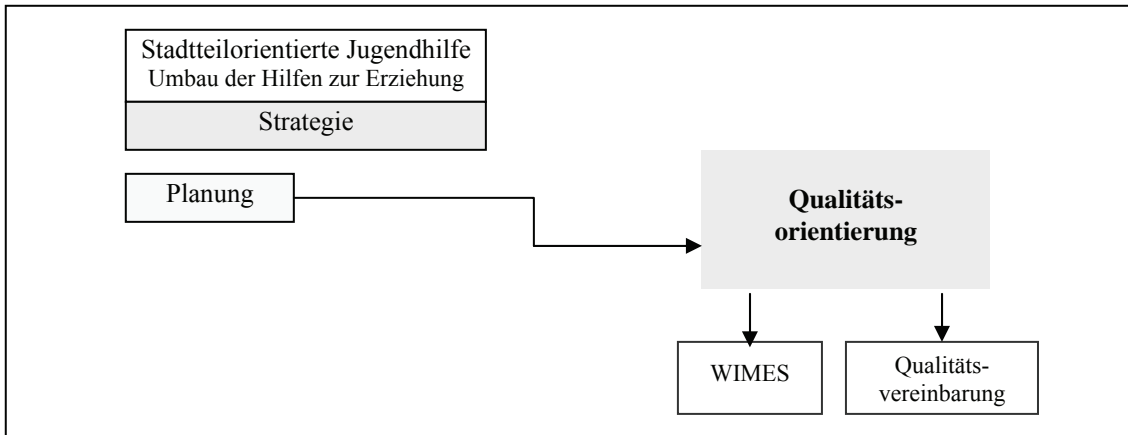 Stadtteilorientierte Jugendhilfe
Umbau der Hilfen zur Erziehung
Strategie
Planung
Qualitäts-
orientierung
WIMES
Qualitäts-
vereinbarung